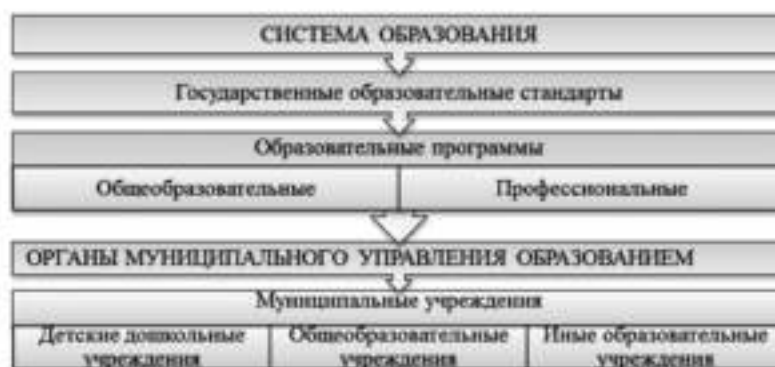 СИСТЕМА ОБРАЗОВАНИЯ
Государственные образовательные стандарты
Образовательные программы
Общеобразовательные
Профессиональные
ОРГАНЫ МУНИЦИПАЛЬНОГО УПРАВЛЕНИЯ ОБРАЗОВАНИЕМ
Муниципальные учреждения
Детские дошкольные
учреждения
Общеобразовательные
учреждения
Иные образовательные
учреждения